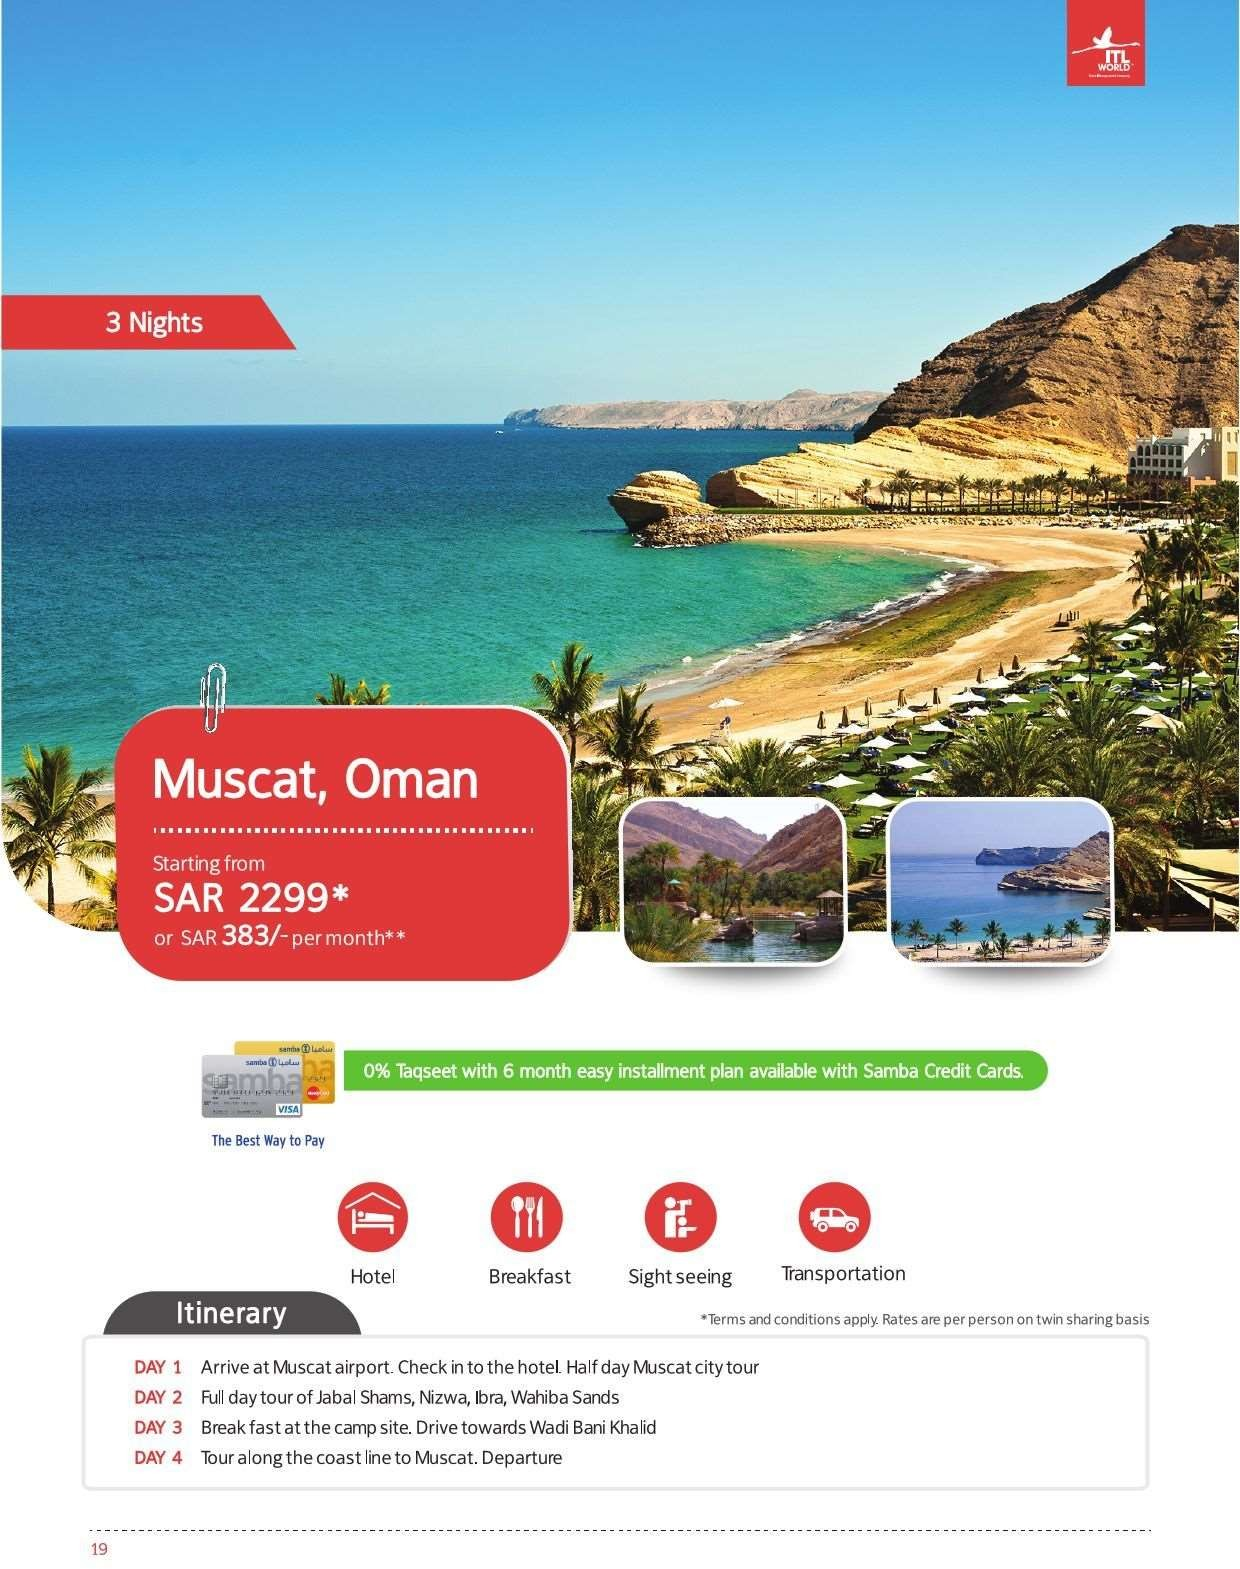 ITL
WORLD
3 Nights
Muscat, Oman
Starting from
SAR 2299*
or SAR 383/- per month**
samba سامبا
samba سامبا
samba
VISA
The Best Way to Pay
0% Taqseet with 6 month easy installment plan available with Samba Credit Cards.
Hotel
Breakfast
Sight seeing
Transportation
Itinerary
*Terms and conditions apply. Rates are per person on twin sharing basis
DAY 1 Arrive at Muscat airport. Check in to the hotel. Half day Muscat city tour
DAY 2 Full day tour of Jabal Shams, Nizwa, Ibra, Wahiba Sands
DAY 3 Break fast at the camp site. Drive towards Wadi Bani Khalid
DAY 4 Tour along the coast line to Muscat. Departure
19